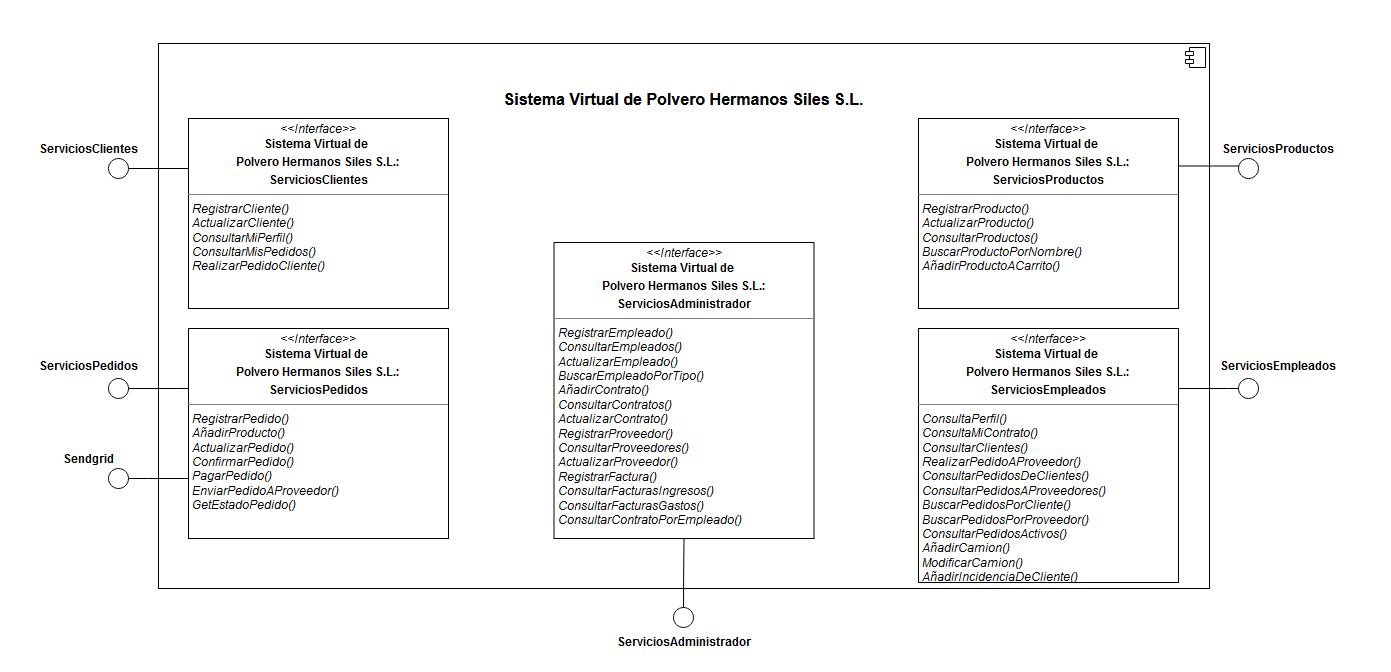 Sistema Virtual de Polvero Hermanos Siles S.L.
ServiciosClientes
<<Interface>>
Sistema Virtual de
Polvero Hermanos Siles S.L.:
ServiciosClientes
RegistrarCliente()
ActualizarCliente()
ConsultarMiPerfil()
ConsultarMisPedidos()
RealizarPedidoCliente()
ServiciosPedidos
Sendgrid
<<Interface>>
Sistema Virtual de
Polvero Hermanos Siles S.L.:
ServiciosPedidos
RegistrarPedido()
AñadirProducto()
ActualizarPedido()
ConfirmarPedido()
PagarPedido()
EnviarPedidoAProveedor()
GetEstadoPedido()
<<Interface>>
Sistema Virtual de
Polvero Hermanos Siles S.L.:
ServiciosAdministrador
RegistrarEmpleado()
ConsultarEmpleados()
ActualizarEmpleado()
BuscarEmpleadoPorTipo()
AñadirContrato()
ConsultarContratos()
ActualizarContrato()
RegistrarProveedor()
ConsultarProveedores()
ActualizarProveedor()
RegistrarFactura()
ConsultarFacturasIngresos()
ConsultarFacturasGastos()
ConsultarContratoPorEmpleado()
ServiciosAdministrador
<<Interface>>
Sistema Virtual de
Polvero Hermanos Siles S.L.:
ServiciosProductos
RegistrarProducto()
ActualizarProducto()
ConsultarProductos()
BuscarProductoPorNombre()
AñadirProductoACarrito()
ServiciosProductos
<<Interface>>
Sistema Virtual de
Polvero Hermanos Siles S.L.:
ServiciosEmpleados
ConsultaPerfil()
ConsultaMiContrato()
ConsultarClientes()
RealizarPedidoAProveedor()
ConsultarPedidosDeClientes()
ConsultarPedidosAProveedores()
BuscarPedidosPorCliente()
BuscarPedidosPorProveedor()
ConsultarPedidosActivos()
AñadirCamion()
ModificarCamion()
AñadirIncidenciaDeCliente()
ServiciosEmpleados